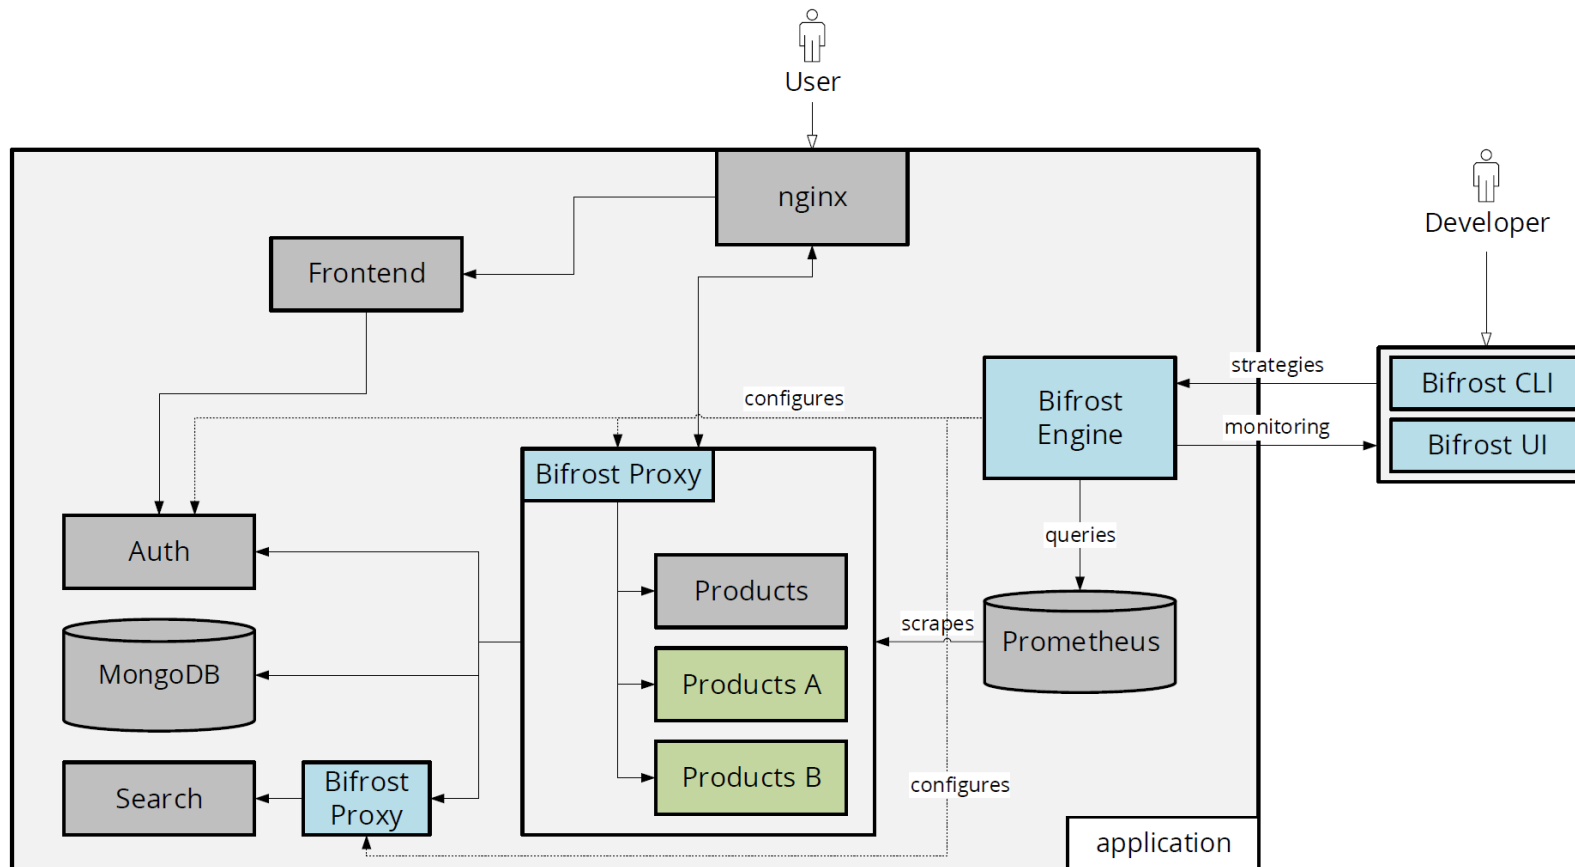 User
nginx
Developer
Frontend
strategies
Bifrost CLI
configures
Bifrost
Engine
monitoring
Bifrost UI
Bifrost Proxy
queries
Auth
Products
scrapes
Prometheus
MongoDB
Products A
Products B
configures
Search
Bifrost
Proxy
application